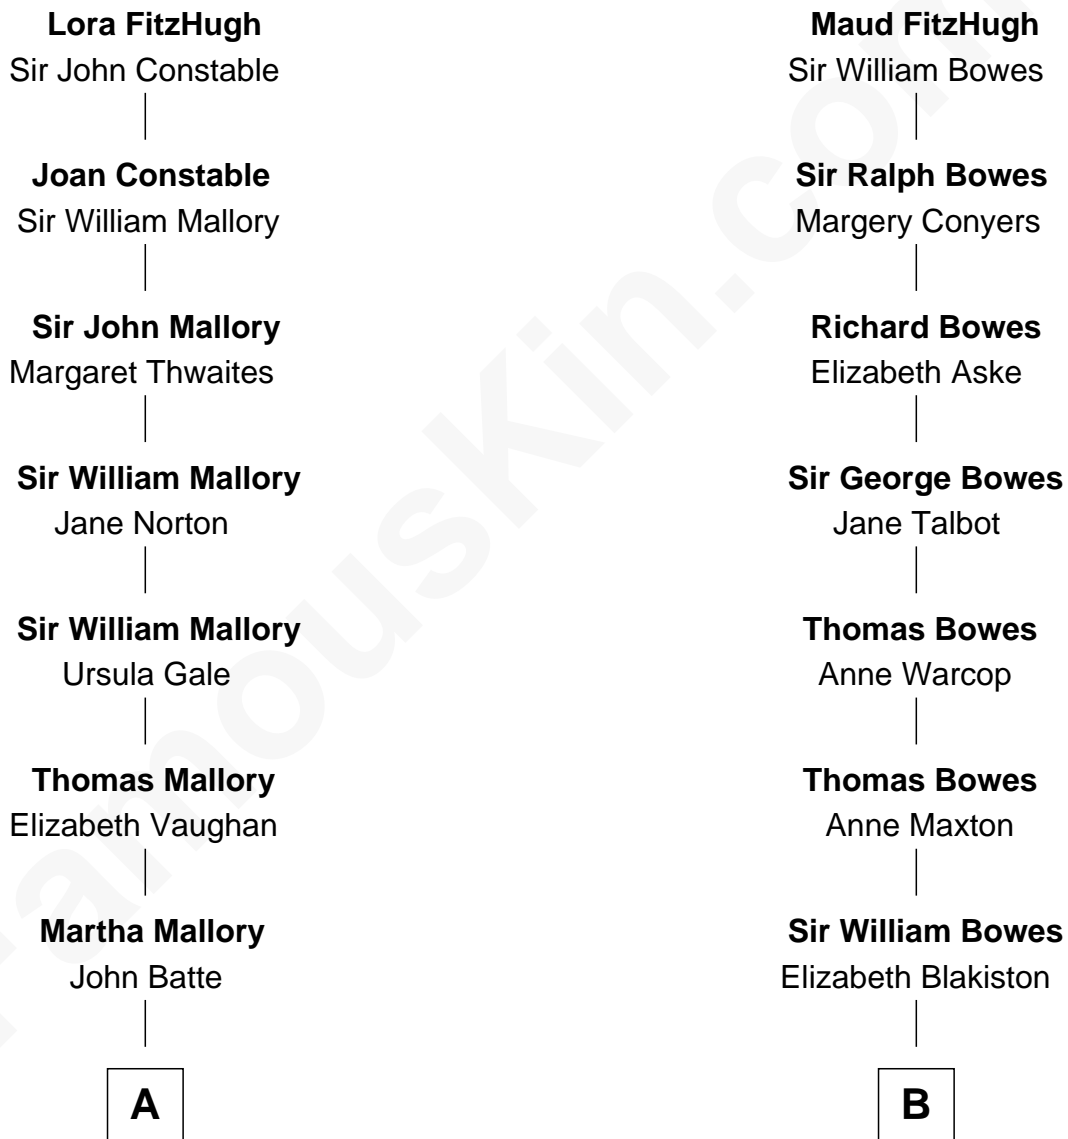 Lora FitzHugh
Sir John Constable
Joan Constable
Sir William Mallory
Sir John Mallory
Margaret Thwaites
Sir William Mallory
Jane Norton
Sir William Mallory
Ursula Gale
Thomas Mallory
Elizabeth Vaughan
Martha Mallory
John Batte
A
Maud FitzHugh
Sir William Bowes
Sir Ralph Bowes
Margery Conyers
Richard Bowes
Elizabeth Aske
Sir George Bowes
Jane Talbot
Thomas Bowes
Anne Warcop
Thomas Bowes
Anne Maxton
Sir William Bowes
Elizabeth Blakiston
B
FamousKin.com